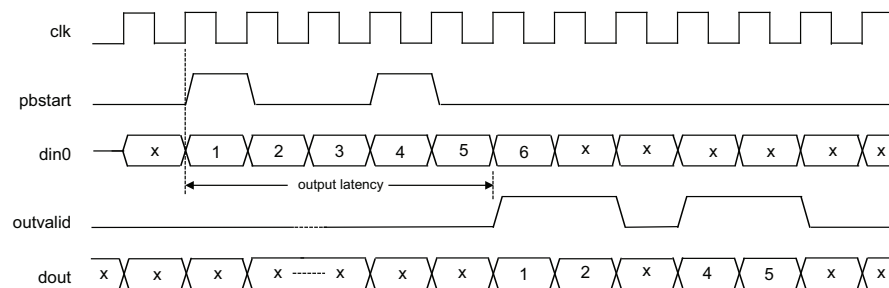 clk
pbstart
din0 x 1 2 3 4 5 6 x x x x x x
output latency
outvalid
dout x x x x x x x 1 2 x 4 5 x x